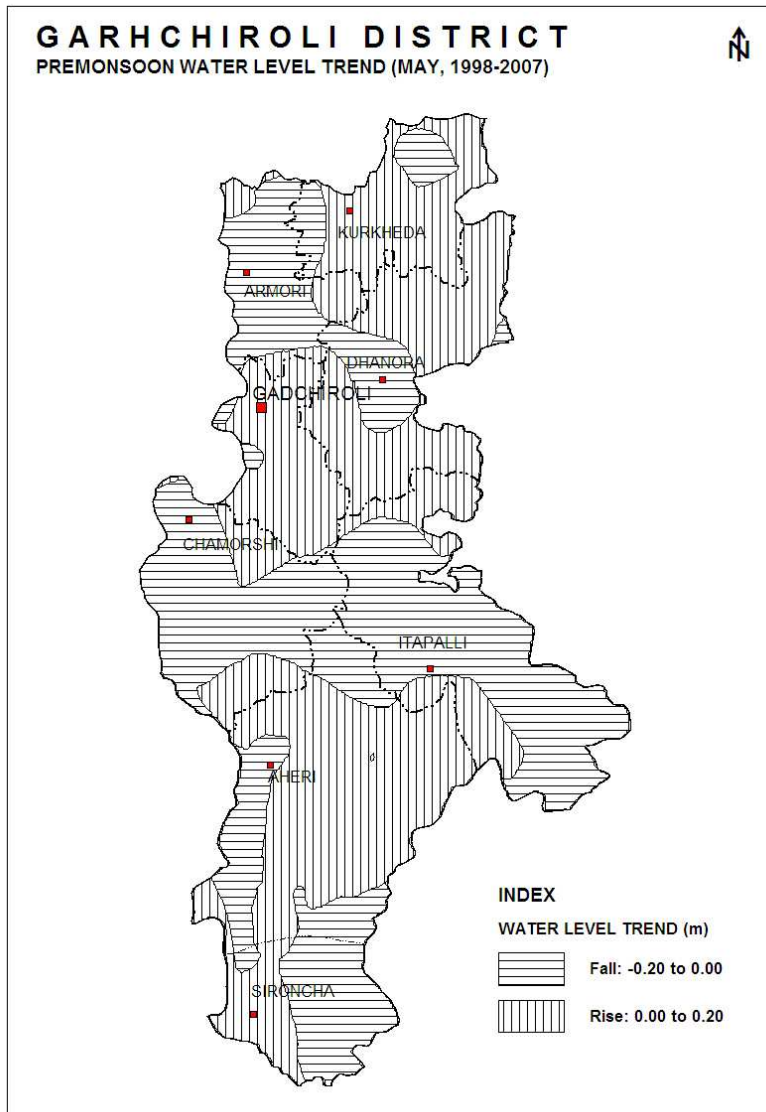 GARHCHIROLI DISTRICT
PREMONSOON WATER LEVEL TREND (MAY, 1998-2007)
N
KURKHEDA
ARMORI
DHANORA
GADCHIROLI
CHAMORSHI
ITAPALLI
AHERI
SIRONCHA
INDEX
WATER LEVEL TREND (m)
Fall: -0.20 to 0.00
Rise: 0.00 to 0.20